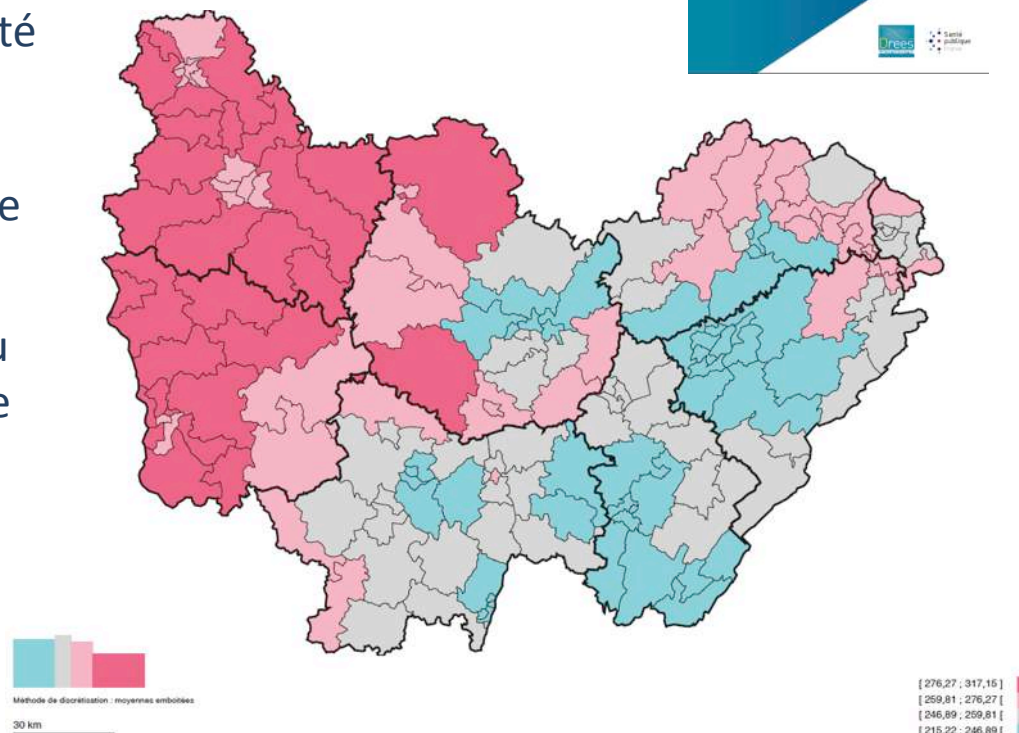 té
e
u
e
Drees
Santé
publique
France
Méthode de discrétisation : moyennes emboitées
30 km
[ 276,27 ; 317,15 ]
[ 259,81 ; 276,27 [
[ 246,89 ; 259,81 [
[ 215,22 ; 246,89 [